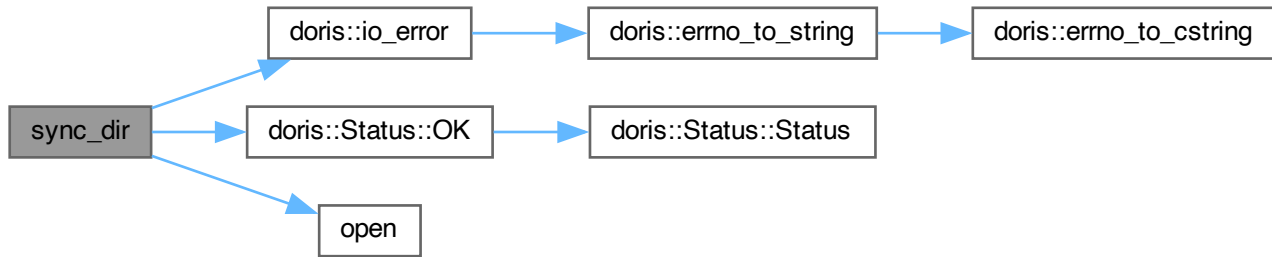 doris::io_error
doris::errno_to_string
doris::errno_to_cstring
sync_dir
doris::Status::OK
doris::Status::Status
open